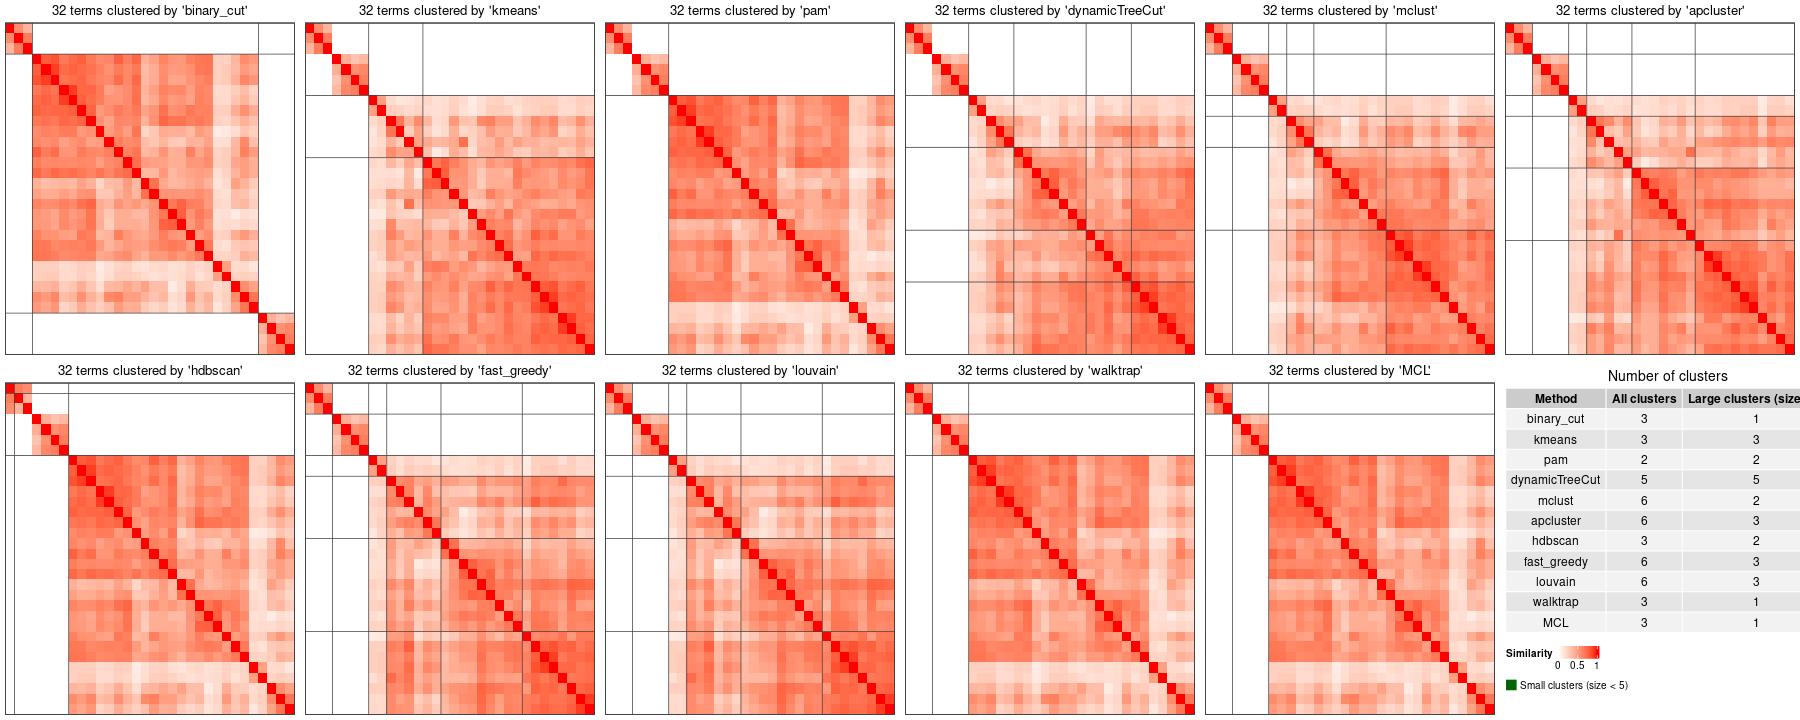 32 terms clustered by 'binary_cut'
32 terms clustered by 'kmeans'
32 terms clustered by 'pam'
32 terms clustered by 'dynamicTreeCut'
32 terms clustered by 'mclust'
32 terms clustered by 'apcluster'
32 terms clustered by 'hdbscan'
32 terms clustered by 'fast_greedy'
32 terms clustered by 'louvain'
32 terms clustered by 'walktrap'
32 terms clustered by 'MCL'
Number of clusters
Method All clusters Large clusters (size
binary_cut 3 1
kmeans 3 3
pam 2 2
dynamicTreeCut 5 5
mclust 6 2
apcluster 6 3
hdbscan 3 2
fast_greedy 6 3
louvain 6 3
walktrap 3 1
MCL 3 1
Similarity
0 0.5 1
Small clusters (size < 5)